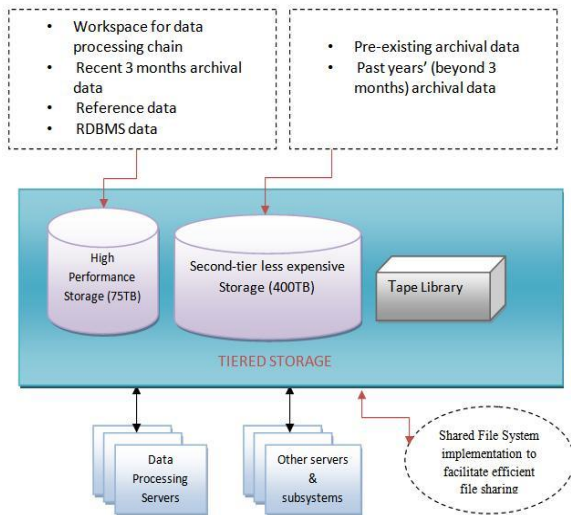 • Workspace for data
processing chain
• Recent 3 months archival
data
• Reference data
• RDBMS data
• Pre-existing archival data
• Past years' (beyond 3
months) archival data
High
Performance
Storage (75TB)
Second-tier less expensive
Storage (400TB)
Tape Library
TIERED STORAGE
Data
Processing
Servers
Other servers
&
subsystems
Shared File System
implementation to
facilitate efficient
file sharing